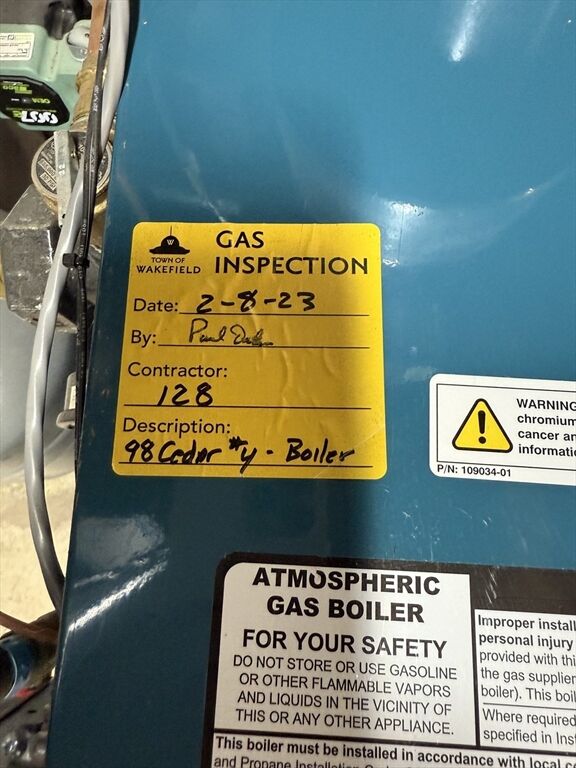 W
TOWN OF
WAKEFIELD
GAS
INSPECTION
Date: 2-8-23
By: Paul
Contractor:
128
Description:
98 Cedar #4 - Boiler
WARNING
chromium
cancer an
informati
P/N: 109034-01
ATMOSPHERIC
GAS BOILER
FOR YOUR SAFETY
DO NOT STORE OR USE GASOLINE
OR OTHER FLAMMABLE VAPORS
AND LIQUIDS IN THE VICINITY OF
THIS OR ANY OTHER APPLIANCE.
Improper install
personal injury
provided with thi
the gas supplier
boiler). This boil
Where required
specified in Inst
This boiler must be installed in accordance with local c
and Propane Installation